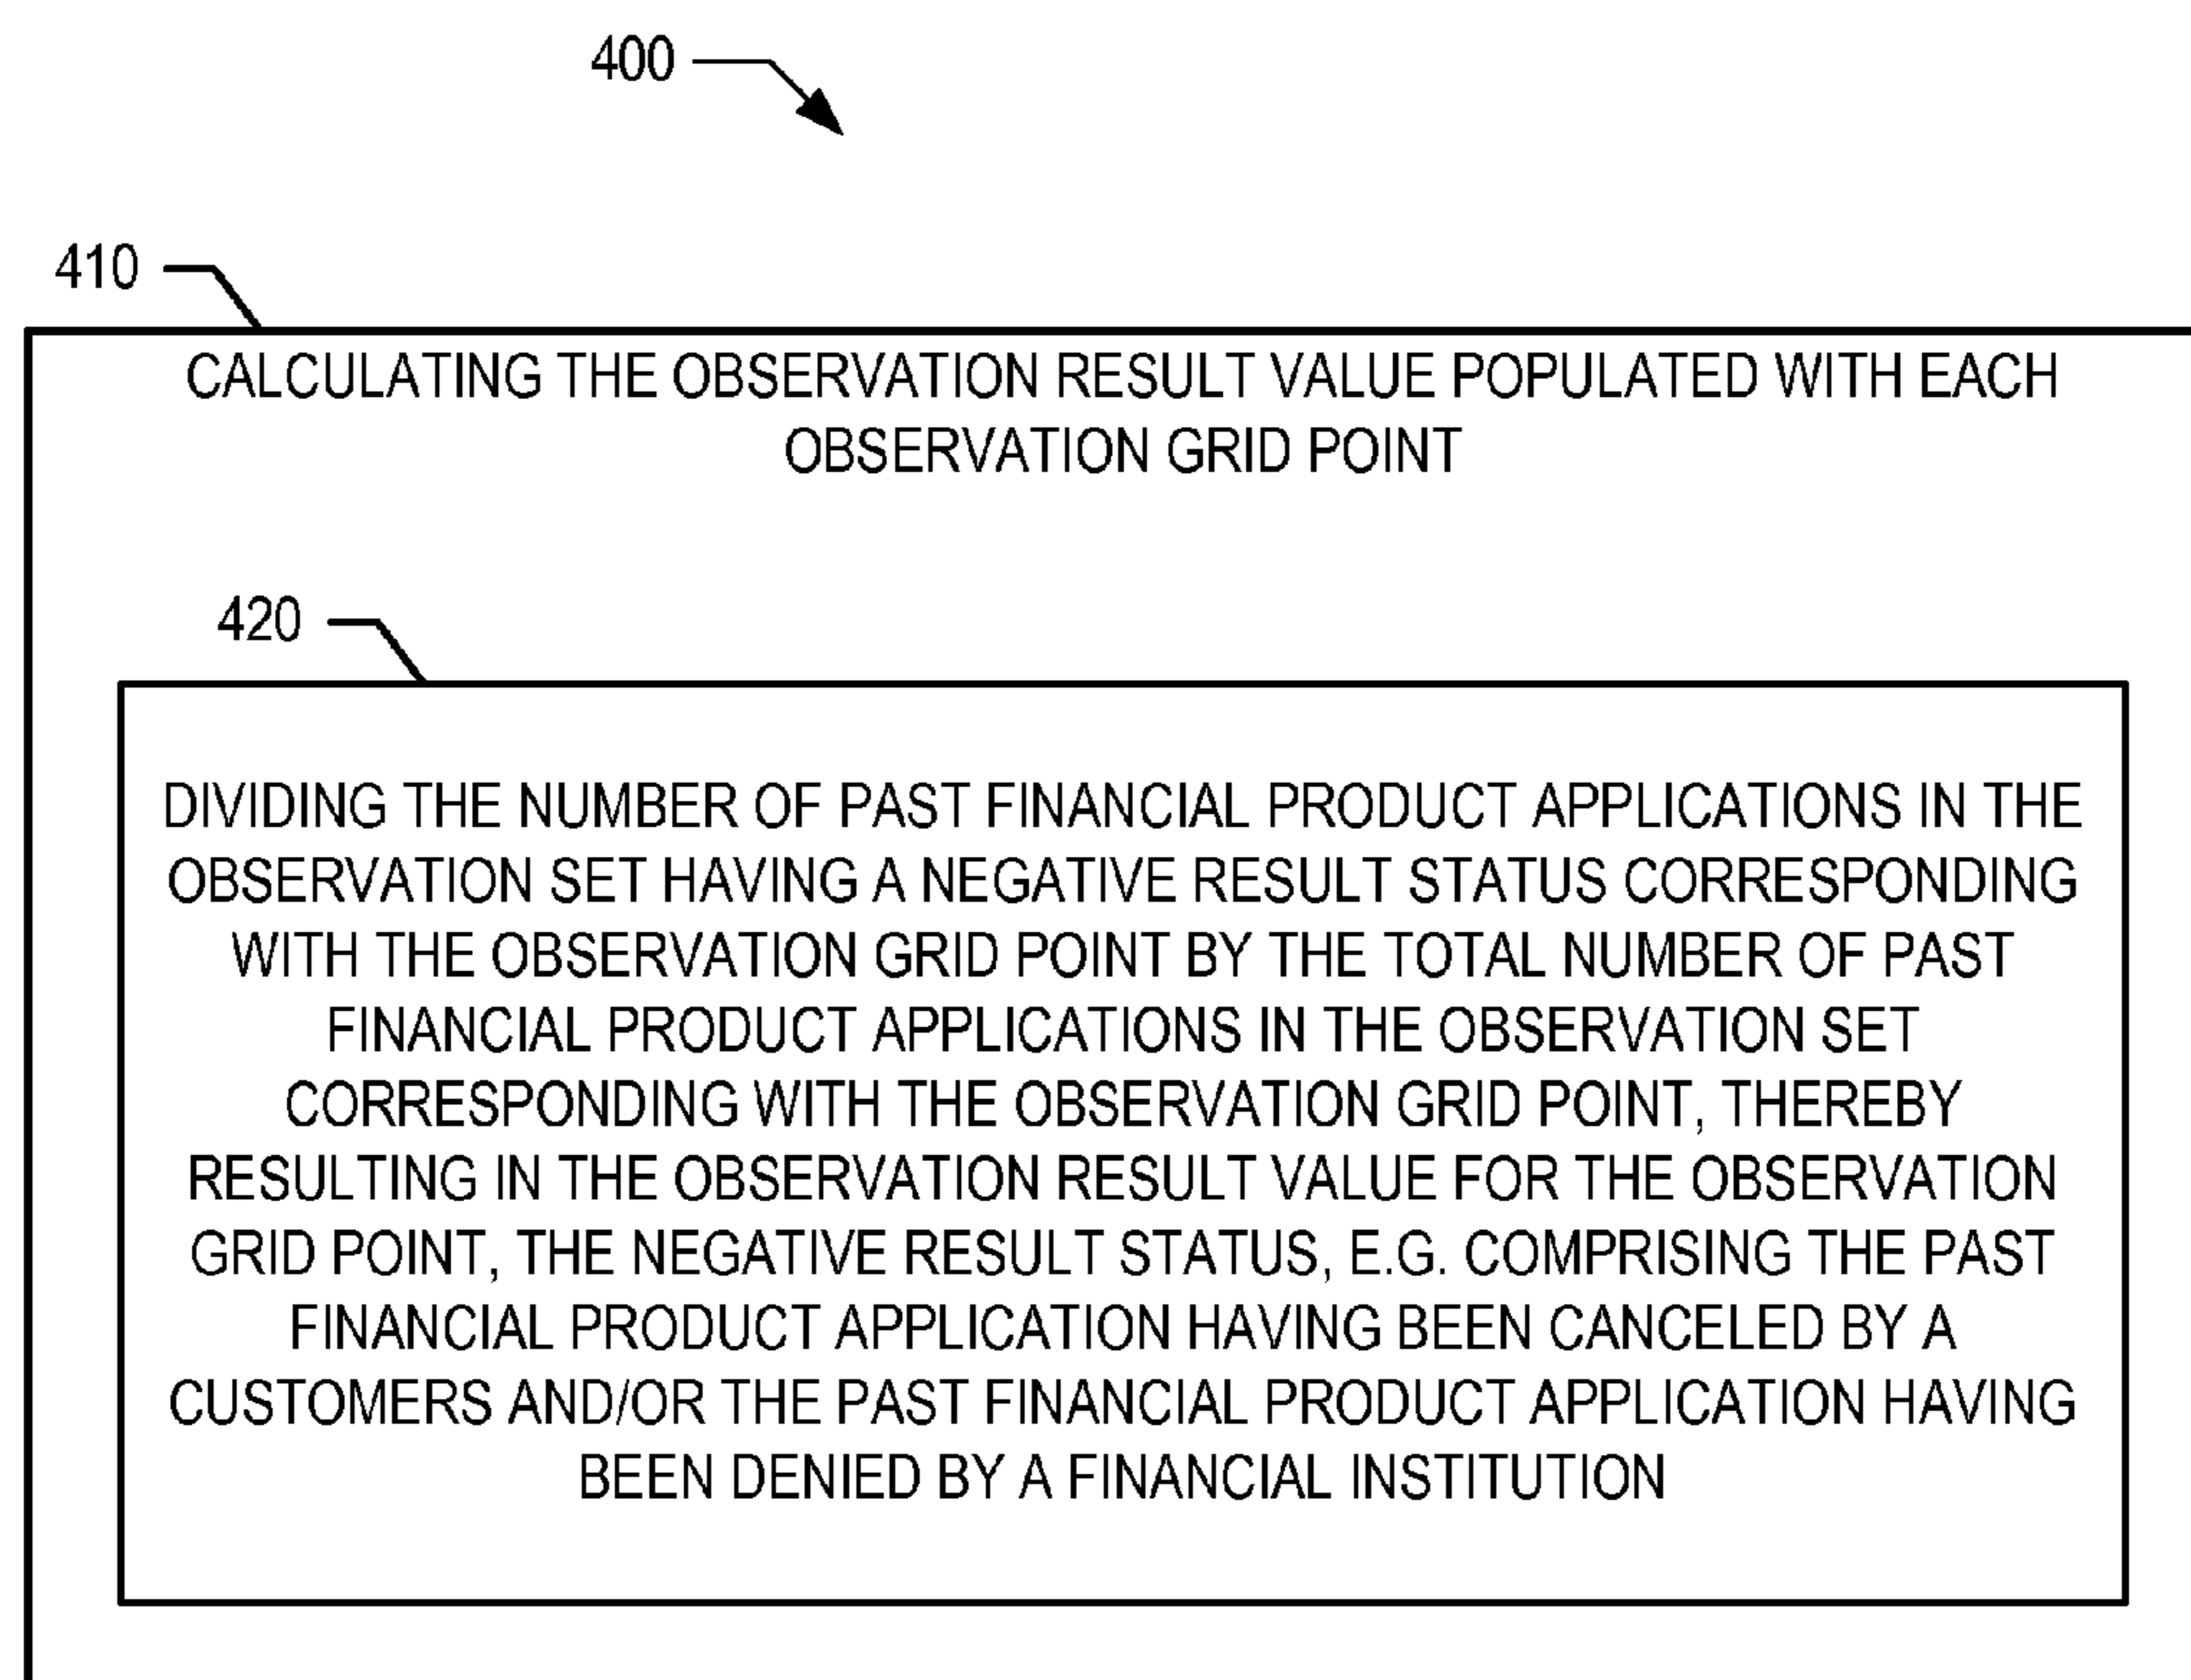 400
410
CALCULATING THE OBSERVATION RESULT VALUE POPULATED WITH EACH
OBSERVATION GRID POINT
420
DIVIDING THE NUMBER OF PAST FINANCIAL PRODUCT APPLICATIONS IN THE
OBSERVATION SET HAVING A NEGATIVE RESULT STATUS CORRESPONDING
WITH THE OBSERVATION GRID POINT BY THE TOTAL NUMBER OF PAST
FINANCIAL PRODUCT APPLICATIONS IN THE OBSERVATION SET
CORRESPONDING WITH THE OBSERVATION GRID POINT, THEREBY
RESULTING IN THE OBSERVATION RESULT VALUE FOR THE OBSERVATION
GRID POINT, THE NEGATIVE RESULT STATUS, E.G. COMPRISING THE PAST
FINANCIAL PRODUCT APPLICATION HAVING BEEN CANCELED BY A
CUSTOMERS AND/OR THE PAST FINANCIAL PRODUCT APPLICATION HAVING
BEEN DENIED BY A FINANCIAL INSTITUTION